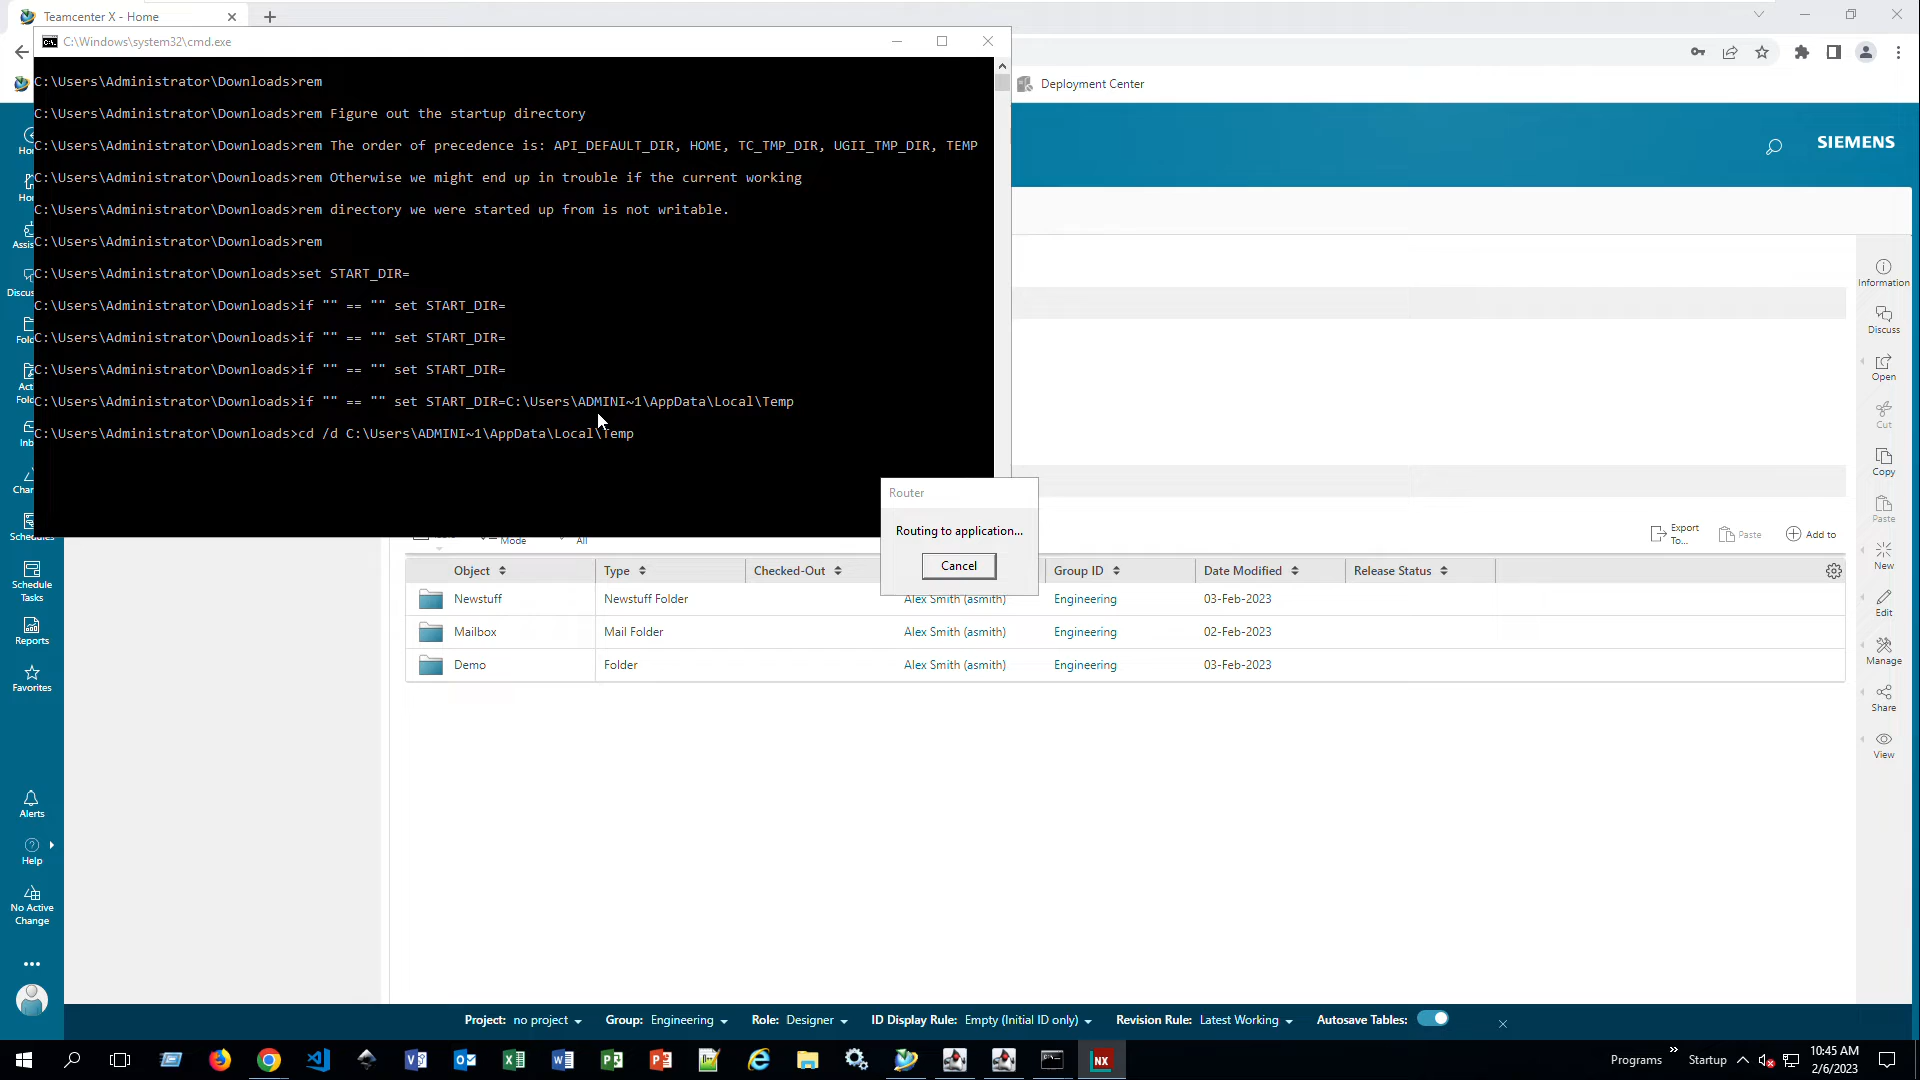 Teamcenter X - Home
C:\Windows\system32\cmd.exe
Deployment Center
C:\Users\Administrator\Downloads>rem
C:\Users\Administrator\Downloads>rem Figure out the startup directory
C:\Users\Administrator\Downloads>rem The order of precedence is: API_DEFAULT_DIR, HOME, TC_TMP_DIR, UGII_TMP_DIR, TEMP
C:\Users\Administrator\Downloads>rem Otherwise we might end up in trouble if the current working
C:\Users\Administrator\Downloads>rem directory we were started up from is not writable.
C:\Users\Administrator\Downloads>rem
C:\Users\Administrator\Downloads>set START_DIR=
C:\Users\Administrator\Downloads>if "" == "" set START_DIR=
C:\Users\Administrator\Downloads>if "" == "" set START_DIR=
C:\Users\Administrator\Downloads>if "" == "" set START_DIR=
C:\Users\Administrator\Downloads>if "" == "" set START_DIR=C:\Users\ADMINI~1\AppData\Local\Temp
C:\Users\Administrator\Downloads>cd /d C:\Users\ADMINI~1\AppData\Local\Temp
SIEMENS
Router
Routing to application...
Cancel
Schedule
Tasks
Reports
Favorites
Alerts
Help
No Active
Change
Mode
All
Export
To...
Paste
Add to
Object
Type
Checked-Out
Group ID
Date Modified
Release Status
Newstuff
Newstuff Folder
Alex Smith (asmith)
Engineering
03-Feb-2023
Mailbox
Mail Folder
Alex Smith (asmith)
Engineering
02-Feb-2023
Demo
Folder
Alex Smith (asmith)
Engineering
03-Feb-2023
Information
Discuss
Open
Cut
Copy
Paste
New
Edit
Manage
Share
View
Project: no project
Group: Engineering
Role: Designer
ID Display Rule: Empty (Initial ID only)
Revision Rule: Latest Working
Autosave Tables:
NX
Programs
Startup
10:45 AM
2/6/2023